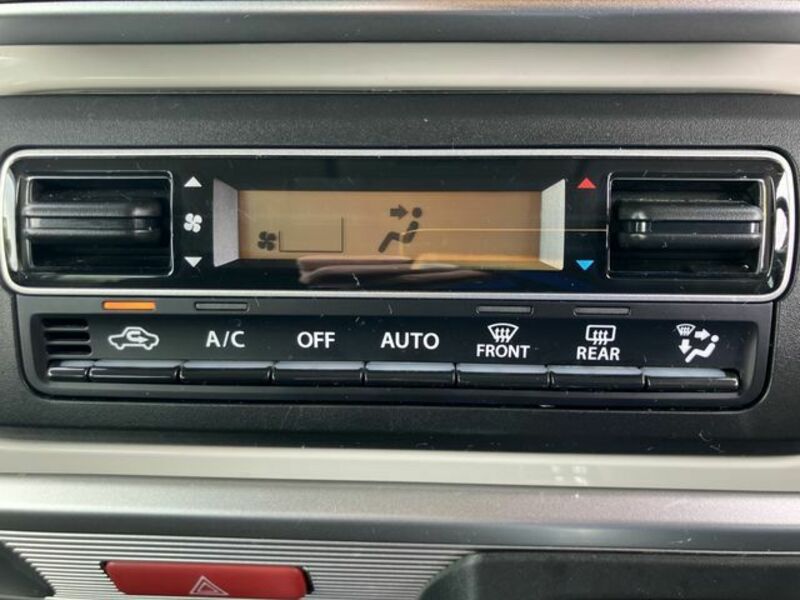 A/C OFF AUTO FRONT REAR